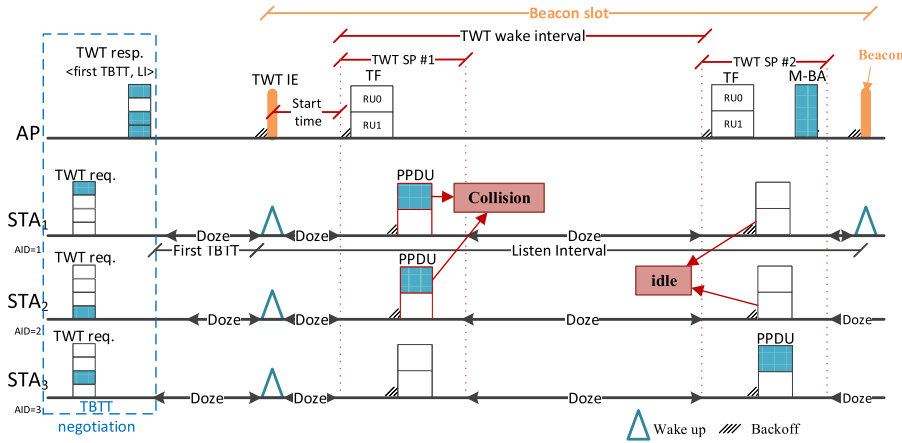 Beacon slot
TWT wake interval
TWT resp.
<first TBTT, LI>
TWT SP #1
TWT SP #2
Beacon
TWT IE
TF
TF
M-BA
Start
time
RU0
RU1
RU0
RU1
AP
TWT req.
PPDU
Collision
STA1
AID=1
Doze
Doze
Doze
First TBTT
Listen Interval
TWT req.
PPDU
idle
STA2
AID=2
Doze
Doze
Doze
Doze
TWT req.
PPDU
STA3
AID=3
Doze
Doze
Doze
Doze
TBTT
negotiation
Wake up
Backoff